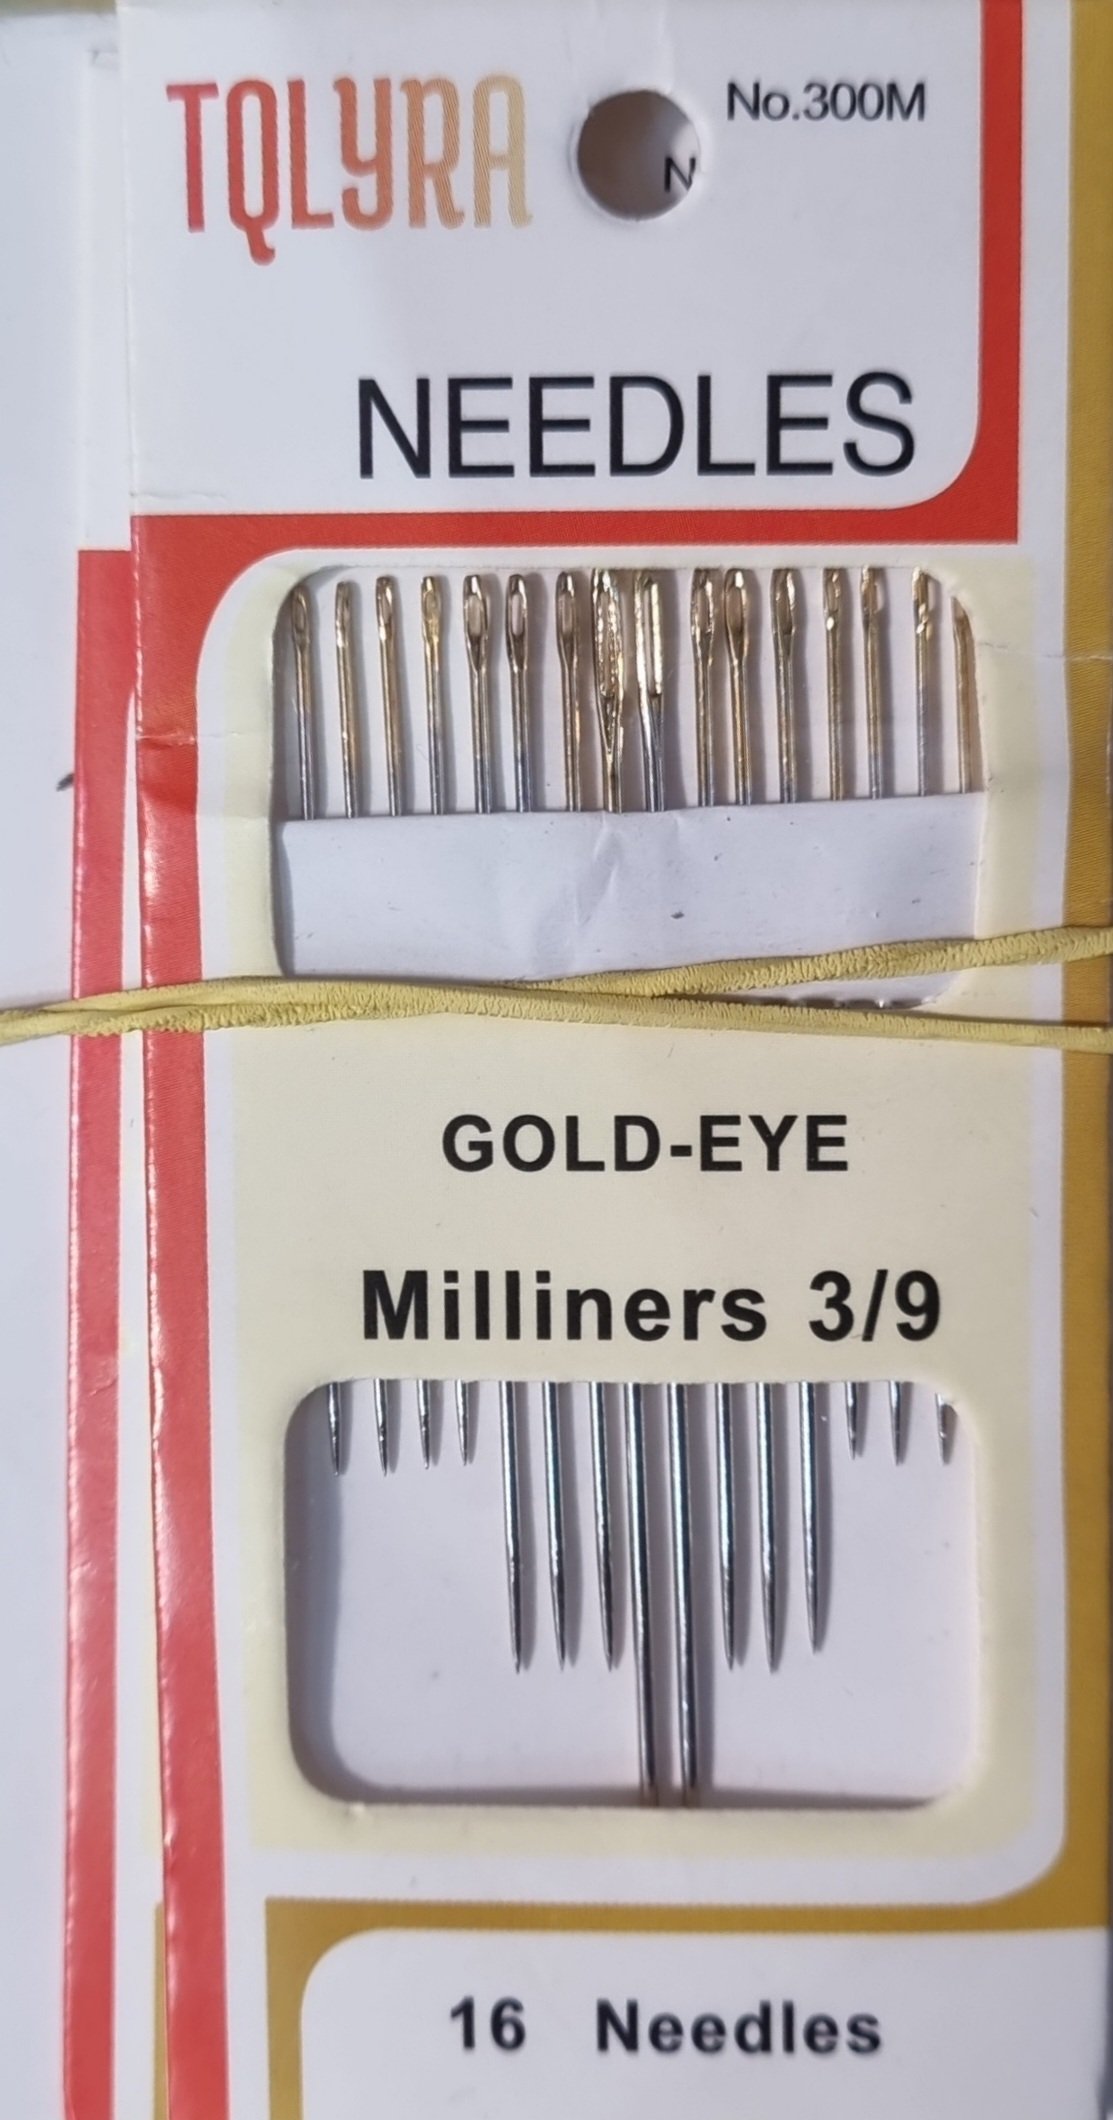 TQLYRA
No.300M
N
NEEDLES
GOLD-EYE
Milliners 3/9
16 Needles